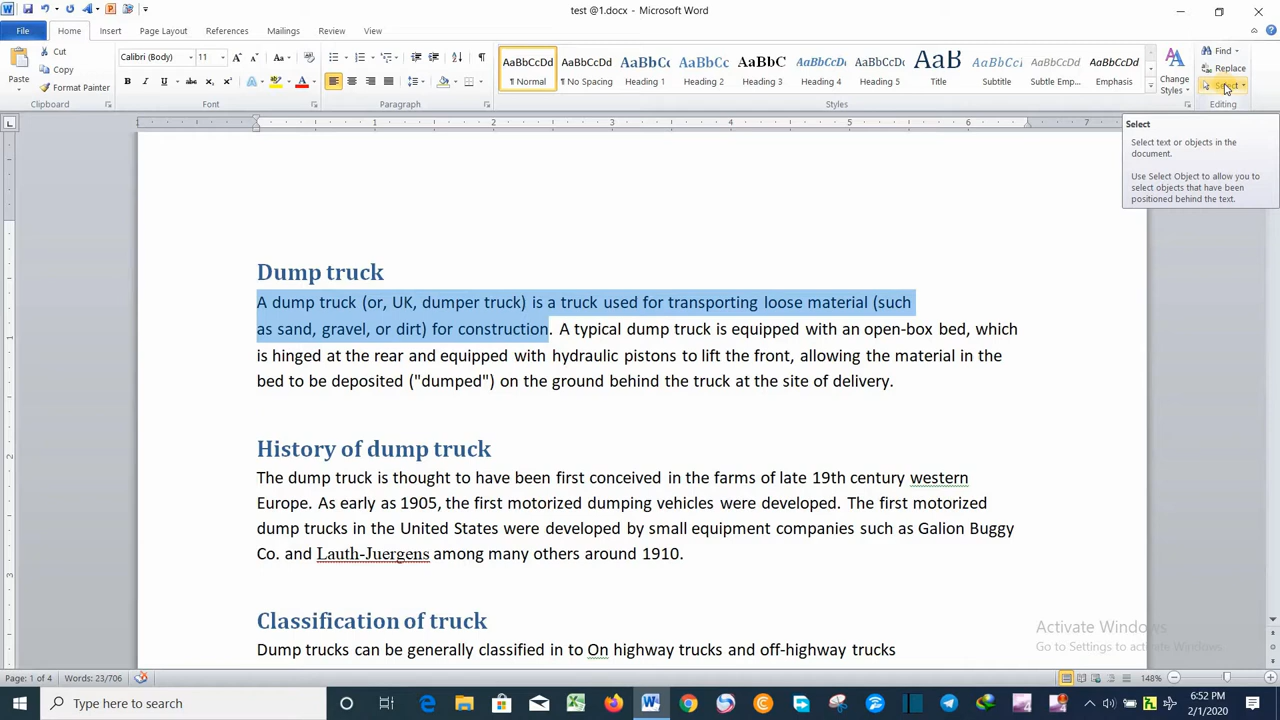 test @1.docx - Microsoft Word
File Home Insert Page Layout References Mailings Review View
Paste
Cut
Copy
Format Painter
Clipboard
Calibri (Body) 11
Font
Paragraph
AaBbCcDd AaBbCcDd AaBbCc AaBbCc AaBbC AaBbCcDc AaBbCcDc AaB AaBbCcDd AaBbCcDd AaBbCcDd
¶ Normal ¶ No Spacing Heading 1 Heading 2 Heading 3 Heading 4 Heading 5 Title Subtitle Subtle Emp... Emphasis
Styles
Change
Styles
Find
Replace
Select
Editing
1 2 3 4 5 6 7
Select
Select text or objects in the
document.
Use Select Object to allow you to
select objects that have been
positioned behind the text.
Dump truck
A dump truck (or, UK, dumper truck) is a truck used for transporting loose material (such
as sand, gravel, or dirt) for construction. A typical dump truck is equipped with an open-box bed, which
is hinged at the rear and equipped with hydraulic pistons to lift the front, allowing the material in the
bed to be deposited ("dumped") on the ground behind the truck at the site of delivery.
History of dump truck
The dump truck is thought to have been first conceived in the farms of late 19th century western
Europe. As early as 1905, the first motorized dumping vehicles were developed. The first motorized
dump trucks in the United States were developed by small equipment companies such as Galion Buggy
Co. and Lauth-Juergens among many others around 1910.
Classification of truck
Dump trucks can be generally classified in to On highway trucks and off-highway trucks
Activate Windows
Go to Settings to activate Windows.
Page: 1 of 4 Words: 23/706 148%
Type here to search
6:52 PM
2/1/2020